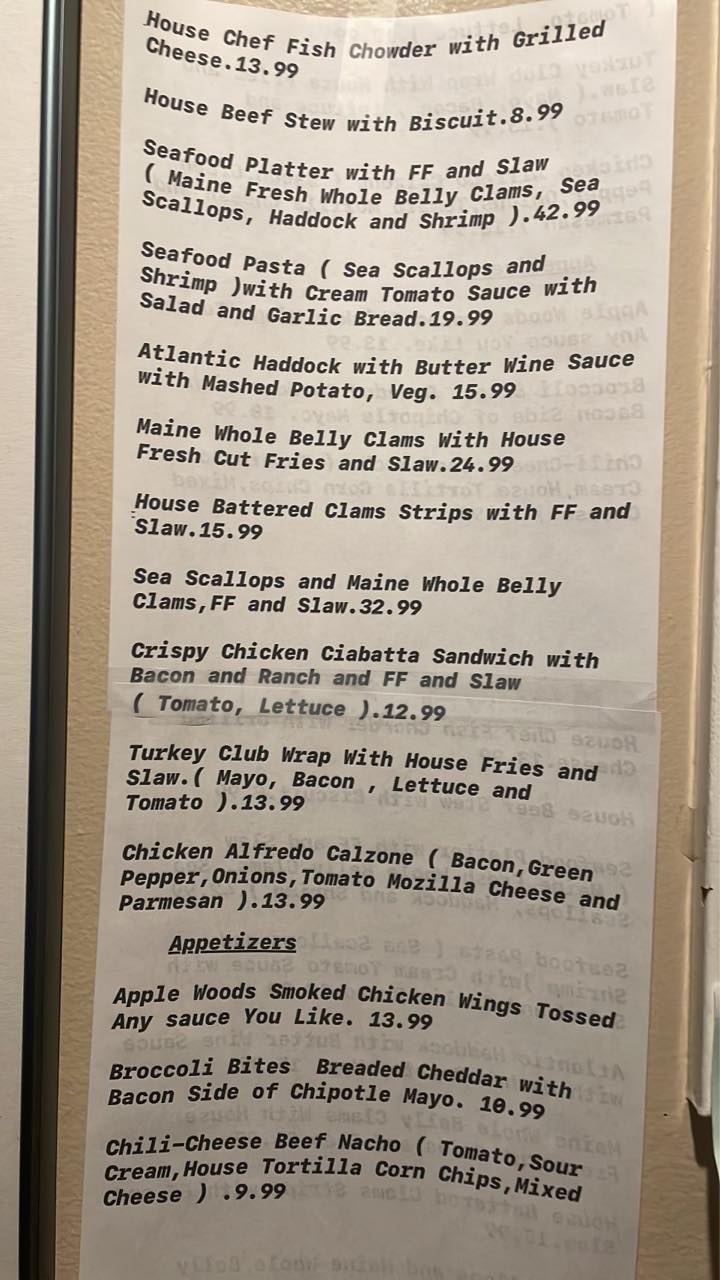 House Chef Fish Chowder with Grilled
Cheese.13.99
House Beef Stew with Biscuit.8.99
Seafood Platter with FF and Slaw
( Maine Fresh Whole Belly Clams, Sea
Scallops, Haddock and Shrimp ).42.99
Seafood Pasta ( Sea Scallops and
Shrimp )with Cream Tomato Sauce with
Salad and Garlic Bread.19.99
Atlantic Haddock with Butter Wine Sauce
with Mashed Potato, Veg. 15.99
Maine Whole Belly Clams With House
Fresh Cut Fries and Slaw.24.99
House Battered Clams Strips with FF and
Slaw.15.99
Sea Scallops and Maine Whole Belly
Clams,FF and Slaw.32.99
Crispy Chicken Ciabatta Sandwich with
Bacon and Ranch and FF and Slaw
( Tomato, Lettuce ).12.99
Turkey Club Wrap With House Fries and
Slaw.( Mayo, Bacon , Lettuce and
Tomato ).13.99
Chicken Alfredo Calzone ( Bacon,Green
Pepper,Onions,Tomato Mozilla Cheese and
Parmesan ).13.99
Appetizers
Apple Woods Smoked Chicken Wings Tossed
Any sauce You Like. 13.99
Broccoli Bites  Breaded Cheddar with
Bacon Side of Chipotle Mayo. 10.99
Chili-Cheese Beef Nacho ( Tomato,Sour
Cream,House Tortilla Corn Chips,Mixed
Cheese ) .9.99